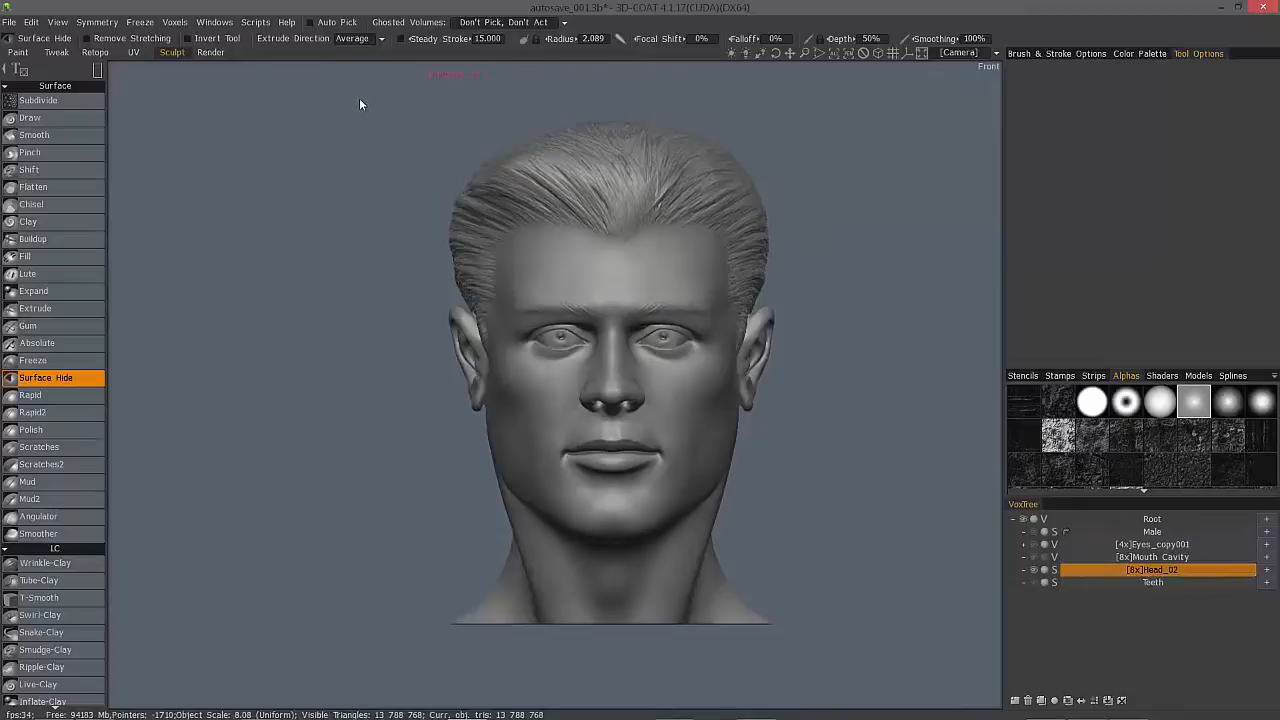 autosave_001.3b* - 3D-COAT 4.1.17(CUDA)(DX64)
File View Symmetry Freeze Voxels Windows Scripts Help Auto Pick Ghosted Volumes: Don't Pick, Don't Act
Surface Hide Remove Stretching Invert Tool Extrude Direction Average Steady Stroke 15.000 Radius 2.089 Focal Shift 0% Falloff 0% Depth 50% Smoothing 100%
Paint Tweak Retopo UV Sculpt Render [Camera]
Brush & Stroke Options Color Palette Tool Options
Front
Surface
Subdivide
Draw
Smooth
Pinch
Shift
Flatten
Chisel
Clay
Buildup
Fill
Lute
Expand
Extrude
Gum
Absolute
Freeze
Surface Hide
Rapid
Rapid2
Polish
Scratches
Scratches2
Mud
Mud2
Angulator
Smoother
LC
Wrinkle-Clay
Tube-Clay
T-Smooth
Swirl-Clay
Snake-Clay
Smudge-Clay
Ripple-Clay
Live-Clay
Inflate-Clay
Stencils Stamps Strips Alphas Shaders Models Splines
VoxTree
V Root
S Male
V [4x]Eyes_copy001
V [8x]Mouth_Cavity
S [8x]Head_02
S Teeth
fps:34; Free: 94183 Mb,Pointers: -1710;Object Scale: 8.08 (Uniform); Visible Triangles: 13 788 768; Curr. obj. tris: 13 788 768